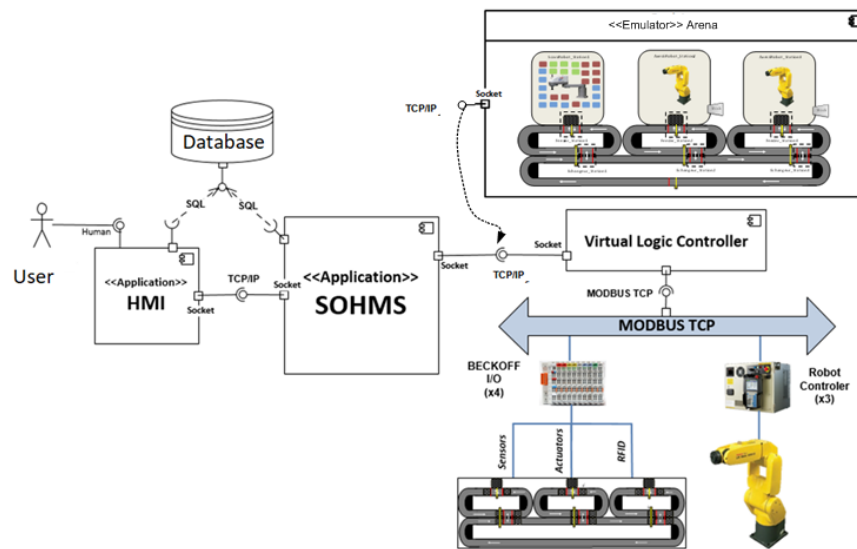 <<Emulator>> Arena
Socket
TCP/IP
Database
SQL
SQL
Human
User
<<Application>>
HMI
Socket
TCP/IP
Socket
<<Application>>
SOHMS
Socket
TCP/IP
Socket
Virtual Logic Controller
MODBUS TCP
MODBUS TCP
BECKOFF
I/O
(x4)
Robot
Controler
(x3)
Sensors
Actuators
RFID